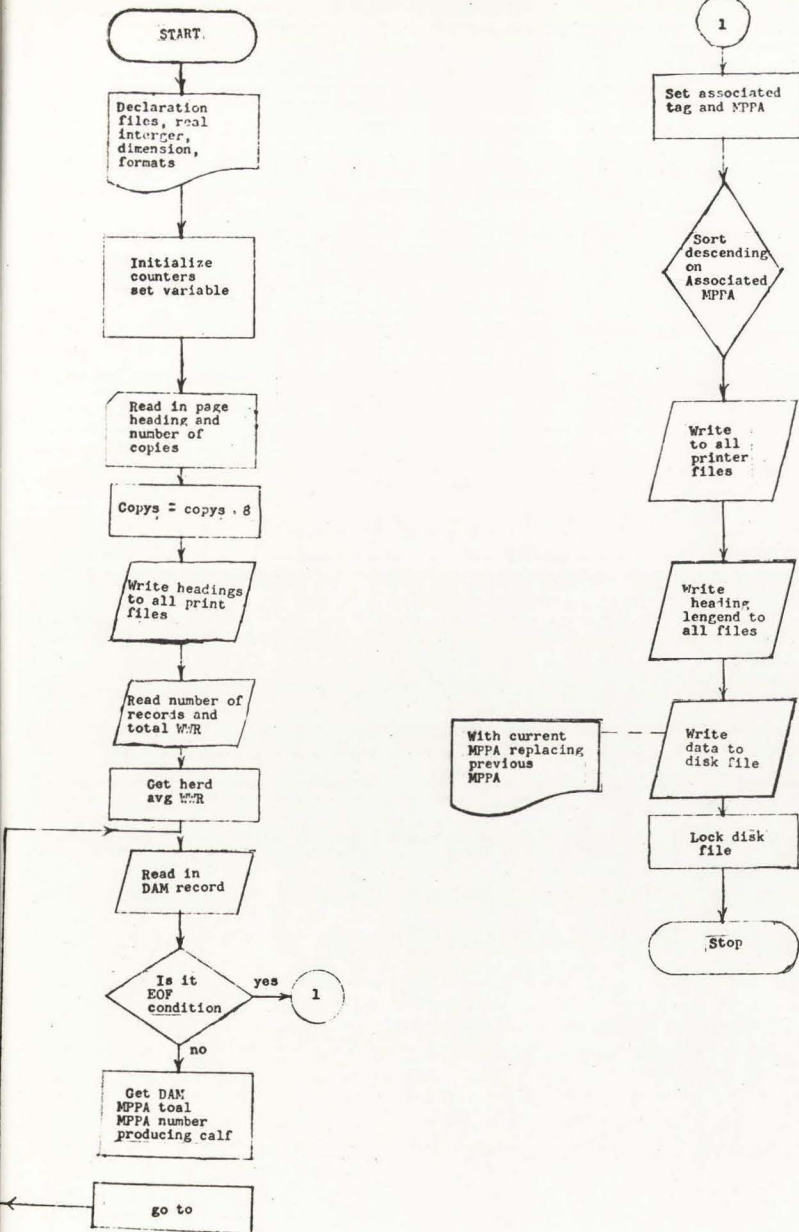 START.
Declaration
files, real
interger,
dimension,
formats
Initialize
counters
set variable
Read in page
heading and
number of
copies
Copys = copys . 8
Write headings
to all print
files
Read number of
records and
total WWR
Get herd
avg WWR
Read in
DAM record
Is it
EOF
condition
yes
1
no
Get DAM
MPPA toal
MPPA number
producing calf
go to
1
Set associated
tag and MPPA
Sort
descending
on
Associated
MPPA
Write
to all
printer
files
Write
heading
lengend to
all files
With current
MPPA replacing
previous
MPPA
Write
data to
disk file
Lock disk
file
Stop